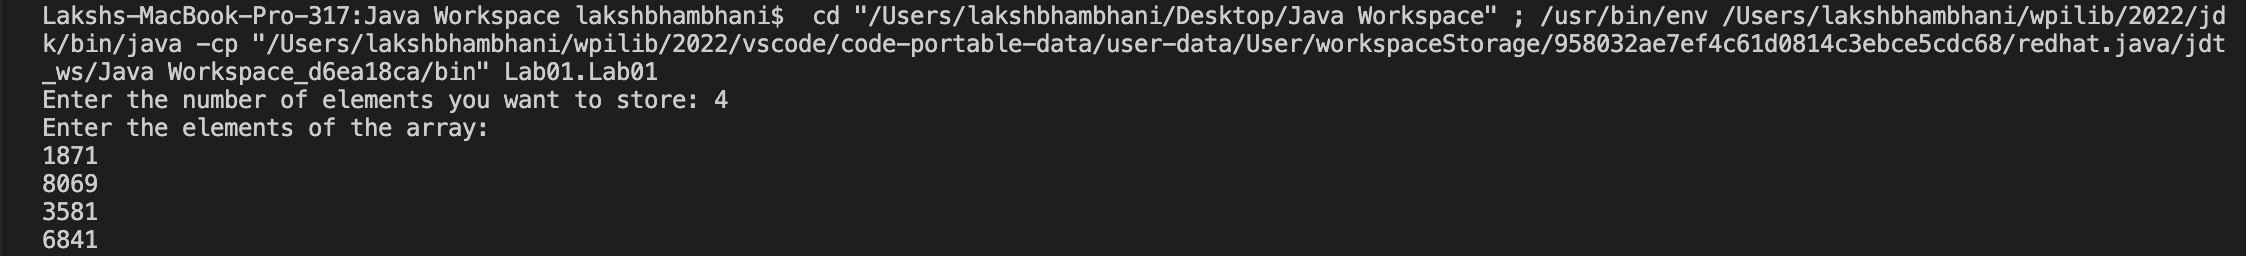 Lakshs-MacBook-Pro-317:Java Workspace lakshbhambhani$  cd "/Users/lakshbhambhani/Desktop/Java Workspace" ; /usr/bin/env /Users/lakshbhambhani/wpilib/2022/jd
k/bin/java -cp "/Users/lakshbhambhani/wpilib/2022/vscode/code-portable-data/user-data/User/workspaceStorage/958032ae7ef4c61d0814c3ebce5cdc68/redhat.java/jdt
_ws/Java Workspace_d6ea18ca/bin" Lab01.Lab01
Enter the number of elements you want to store: 4
Enter the elements of the array:
1871
8069
3581
6841